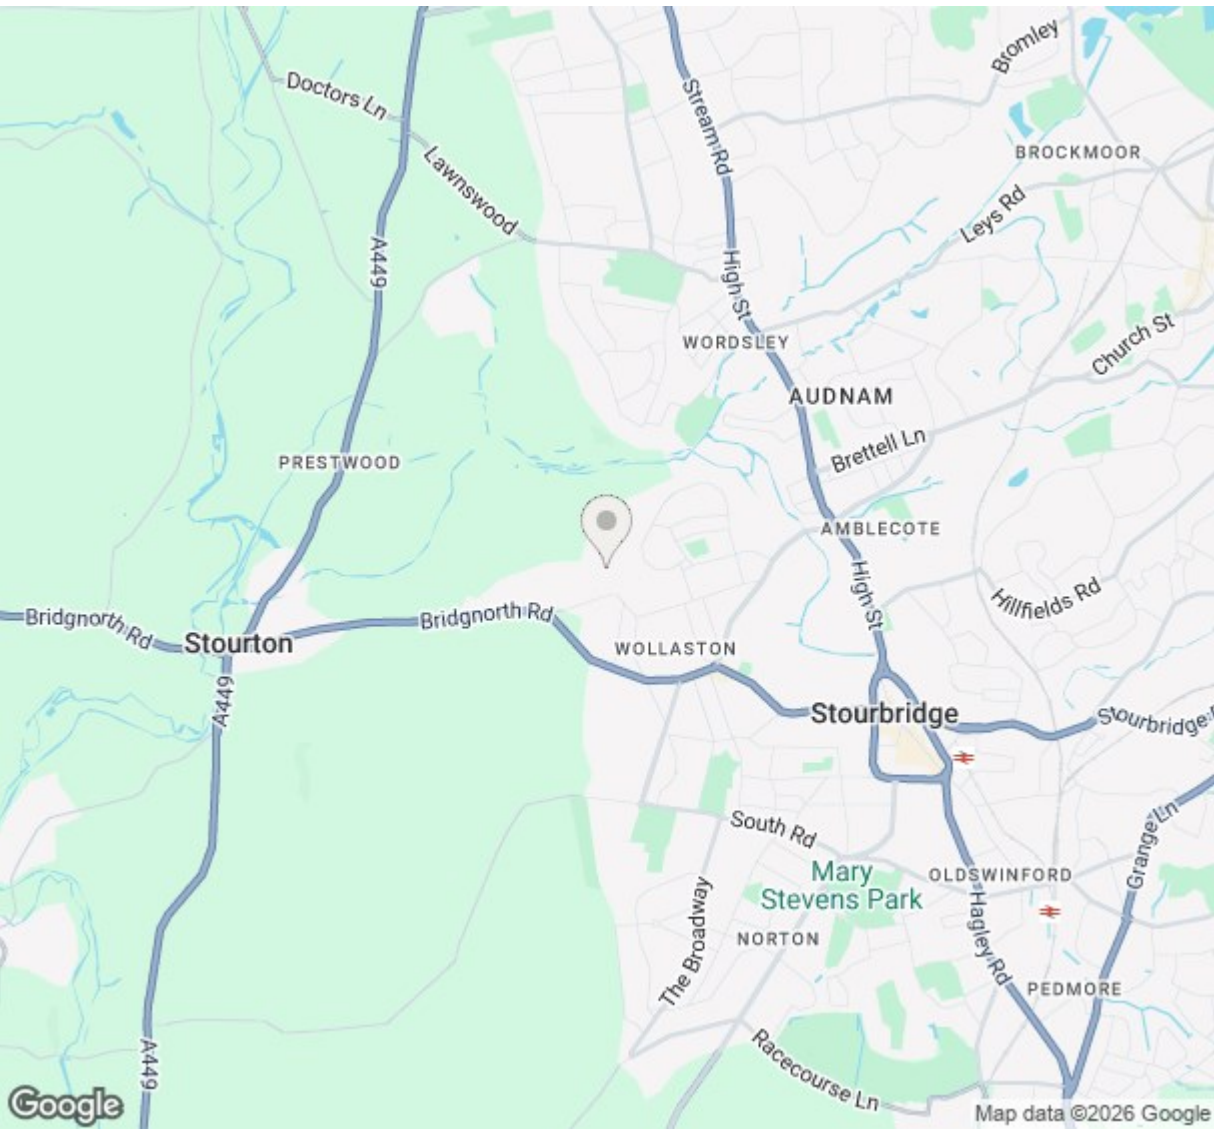 Bromley
Doctors Ln
Stream Rd
BROCKMOOR
Lawnswood
Leys Rd
A449
High St
WORDSLEY
Church St
AUDNAM
Brettell Ln
PRESTWOOD
AMBLECOTE
High St
Hillfields Rd
Bridgnorth Rd
Bridgnorth Rd
Stourton
WOLLASTON
A449
Stourbridge
Stourbridge
South Rd
Grange Ln
Mary
Stevens Park
OLDSWINFORD
The Broadway
Hagley Rd
NORTON
PEDMORE
A449
Racecourse Ln
Google
Map data ©2026 Google